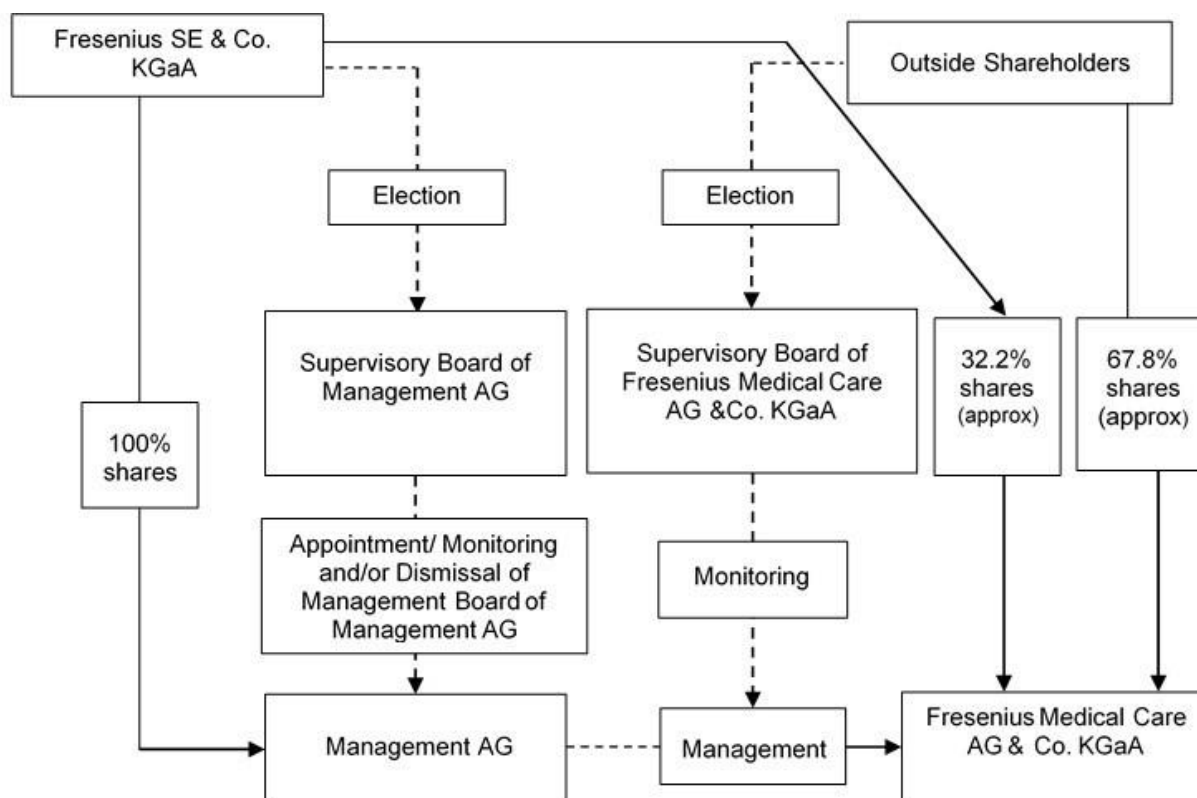 Fresenius SE & Co.
KGaA
Outside Shareholders
Election
Election
Supervisory Board of
Management AG
Supervisory Board of
Fresenius Medical Care
AG &Co. KGaA
32.2%
shares
(approx)
67.8%
shares
(approx)
100%
shares
Appointment/ Monitoring
and/or Dismissal of
Management Board of
Management AG
Monitoring
Management AG
Management
Fresenius Medical Care
AG & Co. KGaA